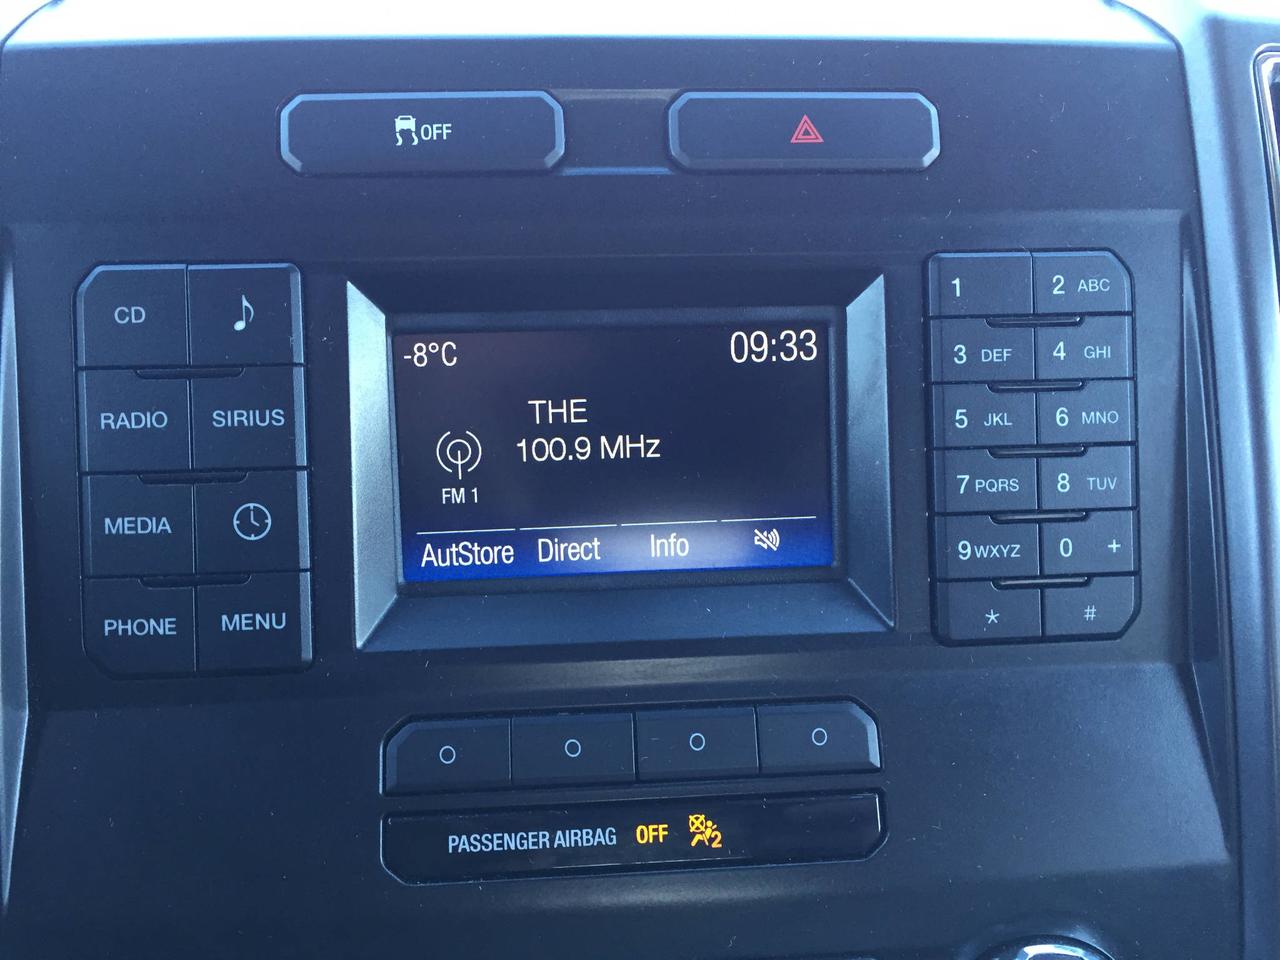 OFF
CD
RADIO SIRIUS
MEDIA
PHONE MENU
-8°C 09:33
THE
100.9 MHz
FM 1
AutStore Direct Info
1 2 ABC
3 DEF 4 GHI
5 JKL 6 MNO
7 PQRS 8 TUV
9 WXYZ 0 +
* #
PASSENGER AIRBAG OFF 2